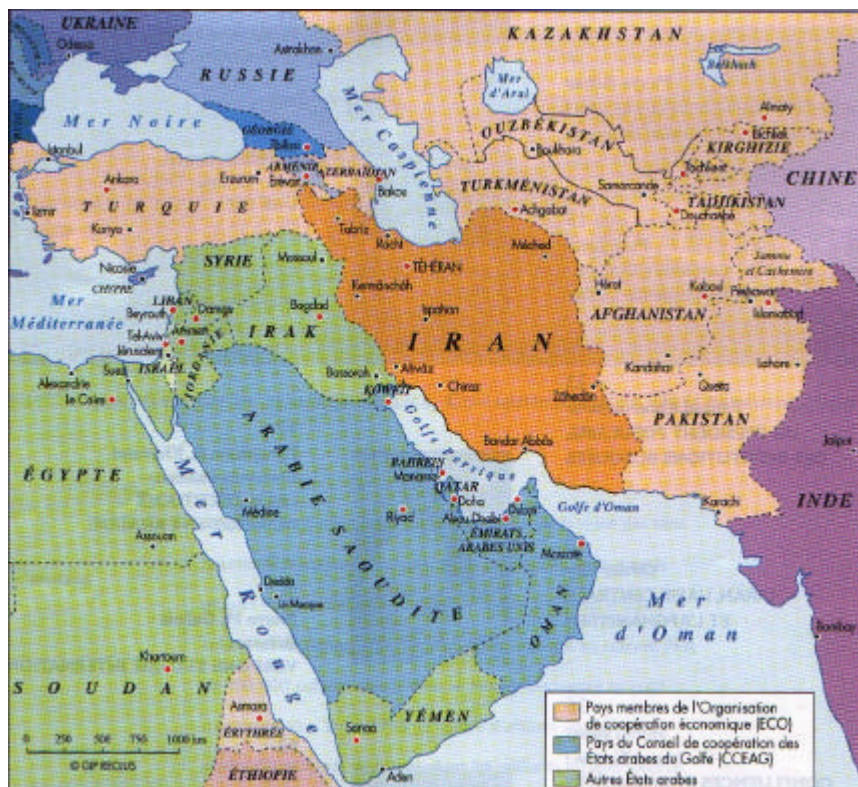 UKRAINE
Odessa
Astrakhan
KAZAKHSTAN
RUSSIE
Mer
d'Aral
Balkhach
Mer Noire
Mer Caspienne
Almaty
GÉORGIE
Tbilissi
OUZBÉKISTAN
Bichkek
Istanbul
Boukhara
KIRGHIZIE
Ankara
Erzurum
ARMÉNIE
Erevan
AZERBAÏDJAN
Bakou
TURKMÉNISTAN
Samarcande
Tachkent
CHINE
TURQUIE
TADJIKISTAN
Izmir
Konya
Tabriz
Achgabat
Douchanbé
Racht
Nicosie
SYRIE
Mossoul
TÉHÉRAN
Méched
Jammu
et Cachemire
CHYPRE
Kermânchâh
Hérat
Kaboul
Peshawar
Mer
Méditerranée
LIBAN
Beyrouth
Damas
Bagdad
Ispahan
AFGHANISTAN
Islamabad
Tel-Aviv
Amman
IRAK
IRAN
Jérusalem
ISRAËL
JORDANIE
Kandahar
Lahore
Suez
Bassorah
Ahvâz
Alexandrie
Chiraz
Zâhedân
Quetta
Le Caire
KOWEÏT
PAKISTAN
Golfe Persique
Bandar Abbâs
Jaipur
ÉGYPTE
ARABIE SAOUDITE
BAHREÏN
Manama
QATAR
Doha
Karachi
INDE
Médine
Riyad
Dubaï
Golfe d'Oman
Abu Dhabi
ÉMIRATS
ARABES UNIS
Assouan
Mascate
Mer Rouge
Djedda
La Mecque
OMAN
Mer
d'Oman
Bombay
Khartoum
SOUDAN
YÉMEN
Asmara
ÉRYTHRÉE
Sanaa
0 250 500 750 1000 km
© GIP RECLUS
ÉTHIOPIE
Aden
Pays membres de l'Organisation
de coopération économique (ECO)
Pays du Conseil de coopération des
États arabes du Golfe (CCEAG)
Autres États arabes